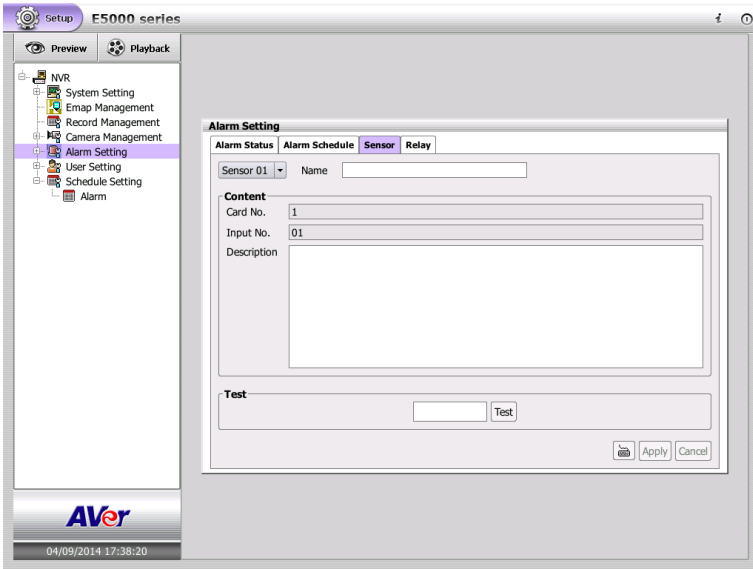 Setup E5000 series i
Preview Playback
NVR
System Setting
Emap Management
Record Management
Camera Management
Alarm Setting
User Setting
Schedule Setting
Alarm
Alarm Setting
Alarm Status Alarm Schedule Sensor Relay
Sensor 01 Name
Content
Card No. 1
Input No. 01
Description
Test
Test
Apply Cancel
AVer
04/09/2014 17:38:20